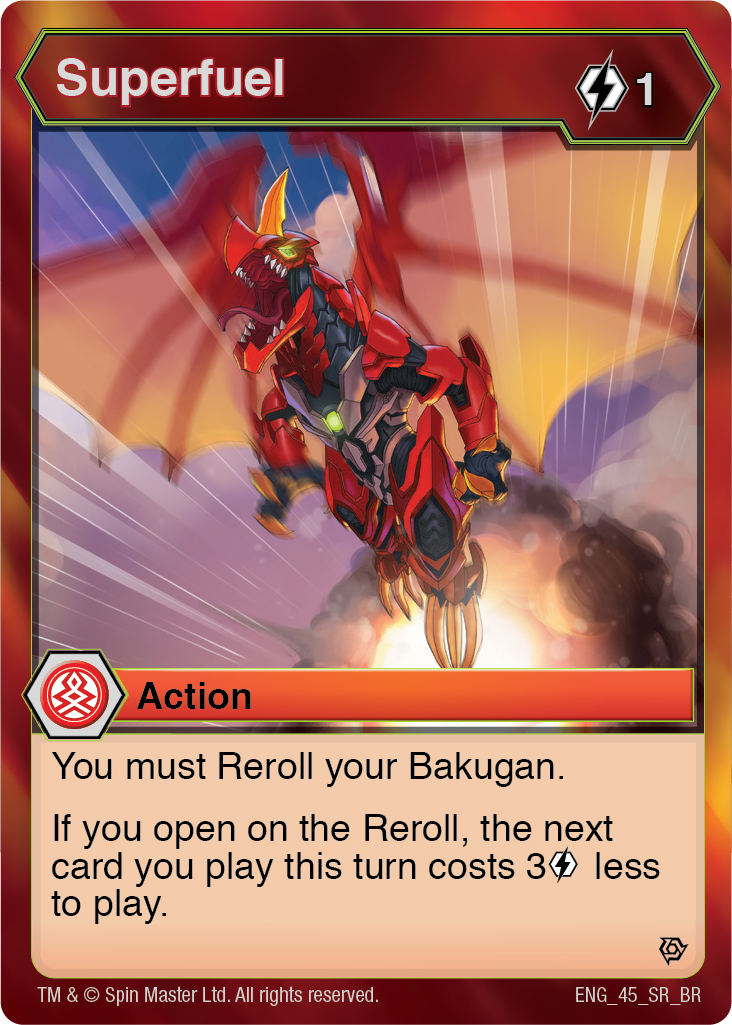 Superfuel
1
Action
You must Reroll your Bakugan.
If you open on the Reroll, the next
card you play this turn costs 3 less
to play.
TM & © Spin Master Ltd. All rights reserved.
ENG_45_SR_BR